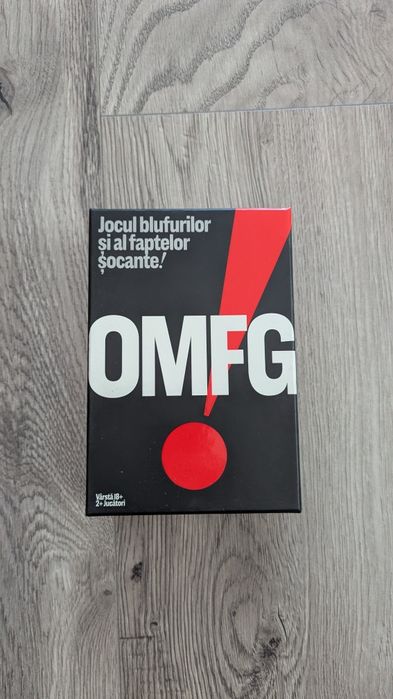 Jocul blufurilor
și al faptelor
șocante!
OMFG
Vârstă 18+
2+ Jucători